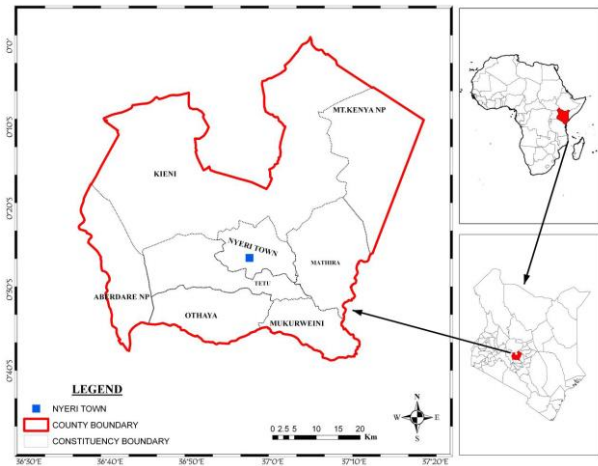 0°0'
0°10'S
0°20'S
0°30'S
0°40'S
MT.KENYA NP
KIENI
NYERI TOWN
MATHIRA
TETU
ABERDARE NP
OTHAYA
MUKURWEINI
LEGEND
NYERI TOWN
COUNTY BOUNDARY
CONSTITUENCY BOUNDARY
N
W
E
S
0 2.5 5 10 15 20
Km
36°30'E 36°40'E 36°50'E 37°0'E 37°10'E 37°20'E